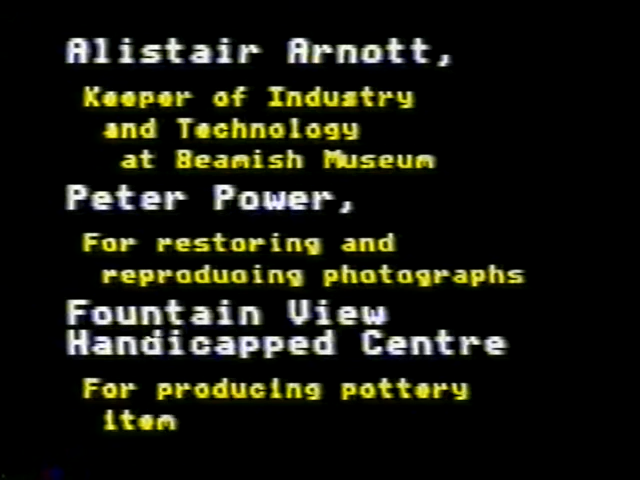 Alistair Arnott,
Keeper of Industry
and Technology
at Beamish Museum
Peter Power,
For restoring and
reproducing photographs
Fountain View
Handicapped Centre
For producing pottery
item